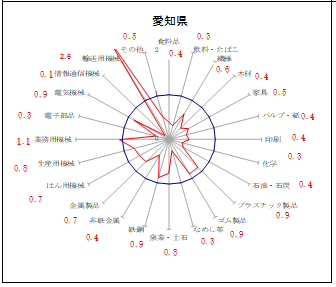 愛知県
食料品
0.4
飲料・たばこ
0.3
繊維
0.6
木材
0.4
家具
0.5
パルプ・紙
0.4
印刷
0.4
化学
0.3
石油・石炭
0.4
プラスチック製品
0.9
ゴム製品
0.9
なめし革
0.3
窯業・土石
0.8
鉄鋼
0.9
非鉄金属
0.4
金属製品
0.7
はん用機械
0.7
生産用機械
0.8
業務用機械
1.1
電子部品
0.3
電気機械
0.9
情報通信機械
0.1
輸送用機械
2.6
その他
0.5
2
0